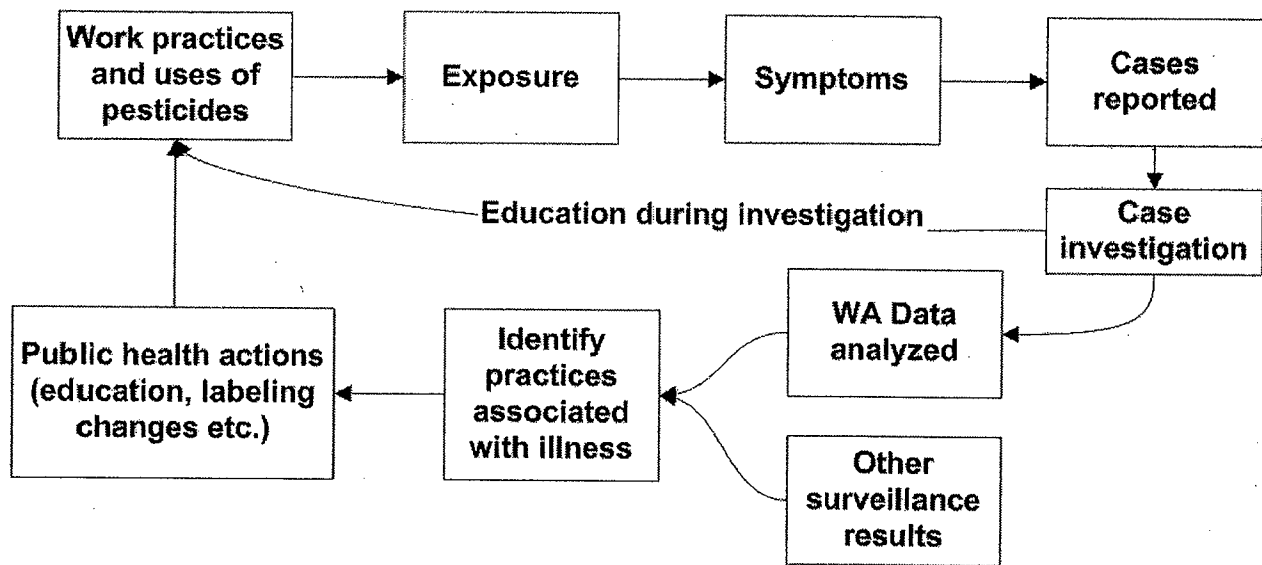 Work practices
and uses of
pesticides
Exposure
Symptoms
Cases
reported
Education during investigation
Case
investigation
WA Data
analyzed
Identify
practices
associated
with illness
Public health actions
(education, labeling
changes etc.)
Other
surveillance
results